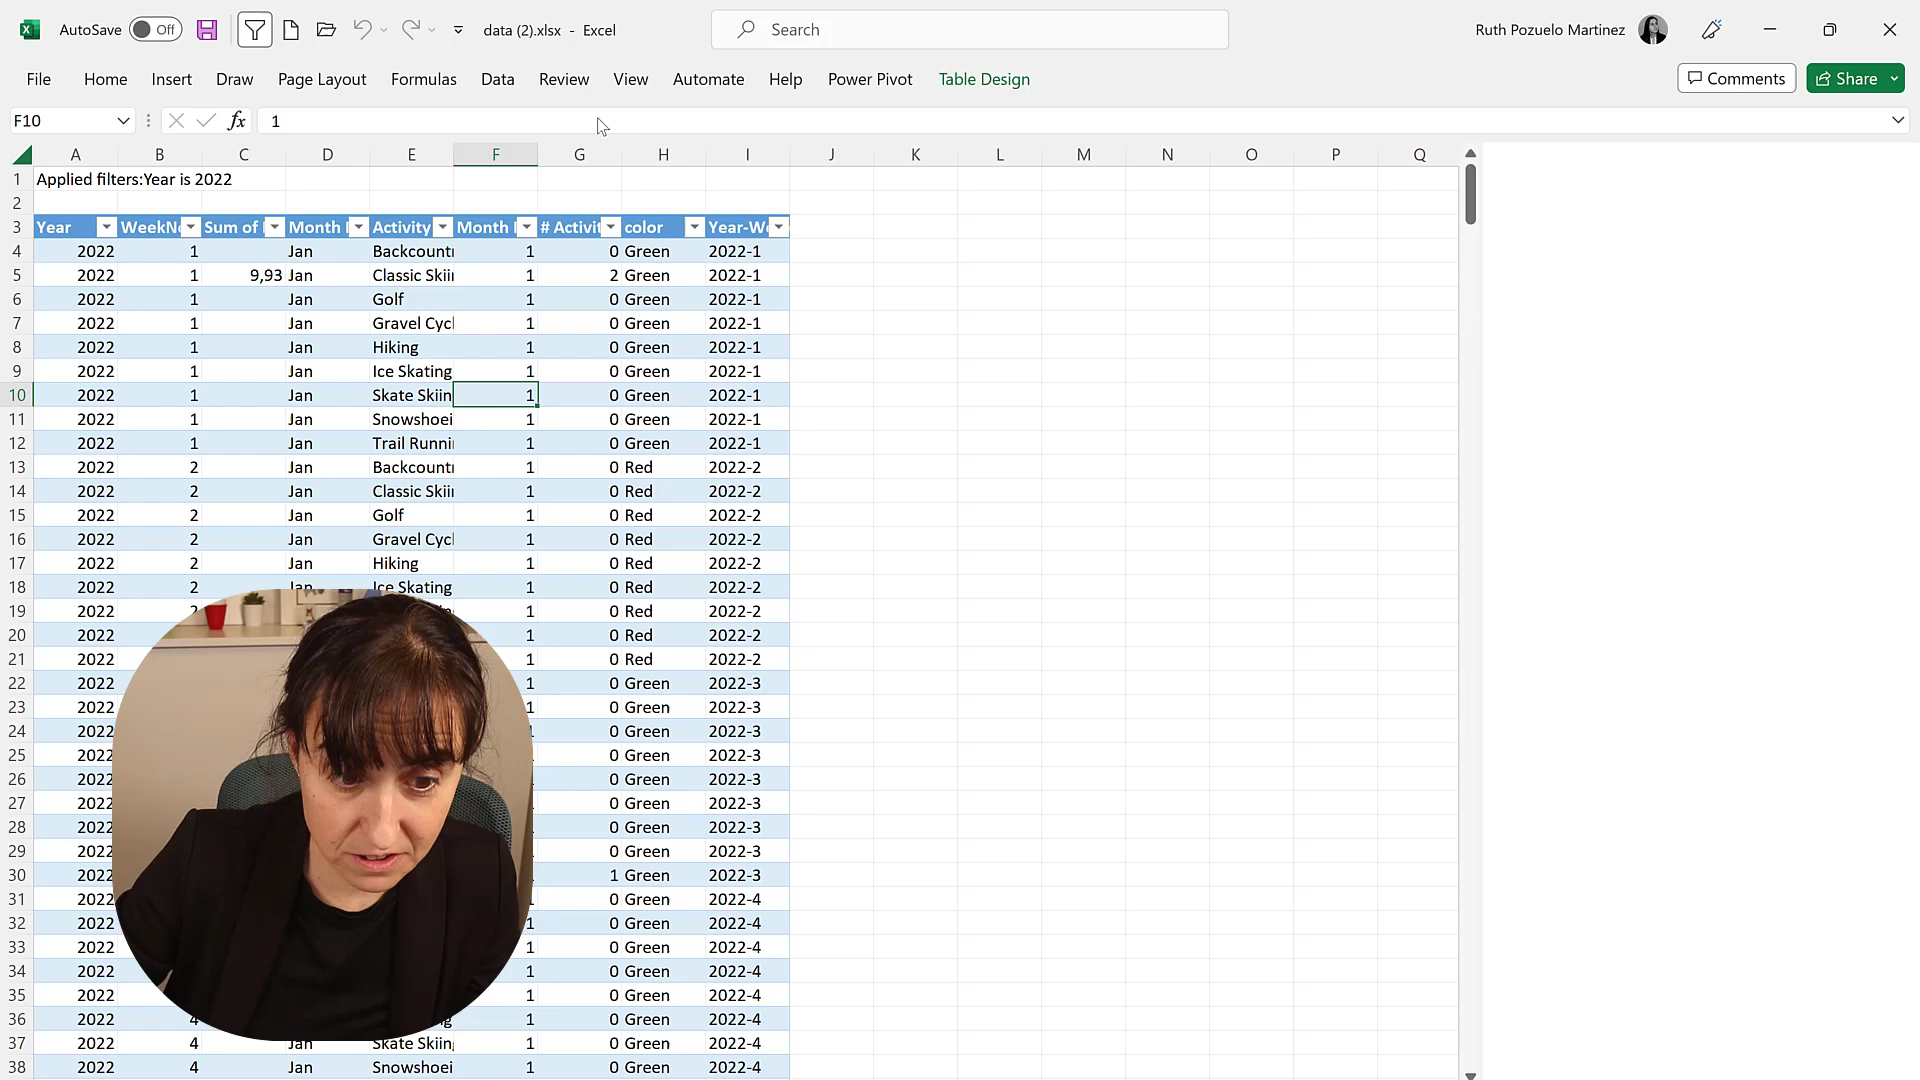 AutoSave Off data (2).xlsx - Excel Search Ruth Pozuelo Martinez
File Home Insert Draw Page Layout Formulas Data Review View Automate Help Power Pivot Table Design Comments Share
F10 fx 1
A B C D E F G H I J K L M N O P Q
1 Applied filters:Year is 2022
2
3 Year WeekNo Sum of Month Activity Month # Activit color Year-We
4 2022 1 Jan Backcount 1 0 Green 2022-1
5 2022 1 9,93 Jan Classic Skii 1 2 Green 2022-1
6 2022 1 Jan Golf 1 0 Green 2022-1
7 2022 1 Jan Gravel Cycl 1 0 Green 2022-1
8 2022 1 Jan Hiking 1 0 Green 2022-1
9 2022 1 Jan Ice Skating 1 0 Green 2022-1
10 2022 1 Jan Skate Skiin 1 0 Green 2022-1
11 2022 1 Jan Snowshoei 1 0 Green 2022-1
12 2022 1 Jan Trail Runni 1 0 Green 2022-1
13 2022 2 Jan Backcount 1 0 Red 2022-2
14 2022 2 Jan Classic Skii 1 0 Red 2022-2
15 2022 2 Jan Golf 1 0 Red 2022-2
16 2022 2 Jan Gravel Cycl 1 0 Red 2022-2
17 2022 2 Jan Hiking 1 0 Red 2022-2
18 2022 2 Jan Ice Skating 1 0 Red 2022-2
19 2022 2 1 0 Red 2022-2
20 2022 1 0 Red 2022-2
21 2022 1 0 Red 2022-2
22 2022 1 0 Green 2022-3
23 2022 1 0 Green 2022-3
24 2022 0 Green 2022-3
25 2022 0 Green 2022-3
26 2022 0 Green 2022-3
27 2022 0 Green 2022-3
28 2022 0 Green 2022-3
29 2022 0 Green 2022-3
30 2022 1 Green 2022-3
31 2022 0 Green 2022-4
32 2022 0 Green 2022-4
33 2022 1 0 Green 2022-4
34 2022 1 0 Green 2022-4
35 2022 1 0 Green 2022-4
36 2022 4 1 0 Green 2022-4
37 2022 4 Jan Skate Skiin 1 0 Green 2022-4
38 2022 4 Jan Snowshoei 1 0 Green 2022-4